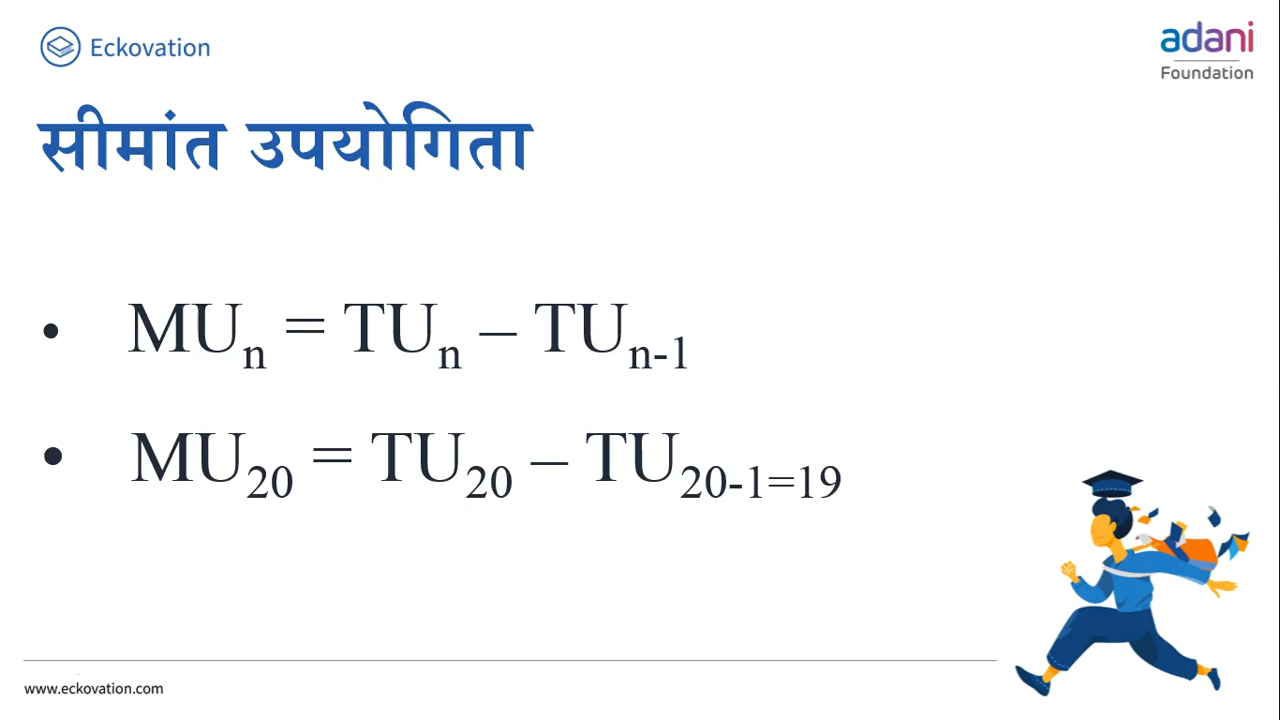 Eckovation
adani
Foundation
सीमांत उपयोगिता
• MUₙ = TUₙ – TUₙ₋₁
• MU₂₀ = TU₂₀ – TU₂₀₋₁₌₁₉
www.eckovation.com